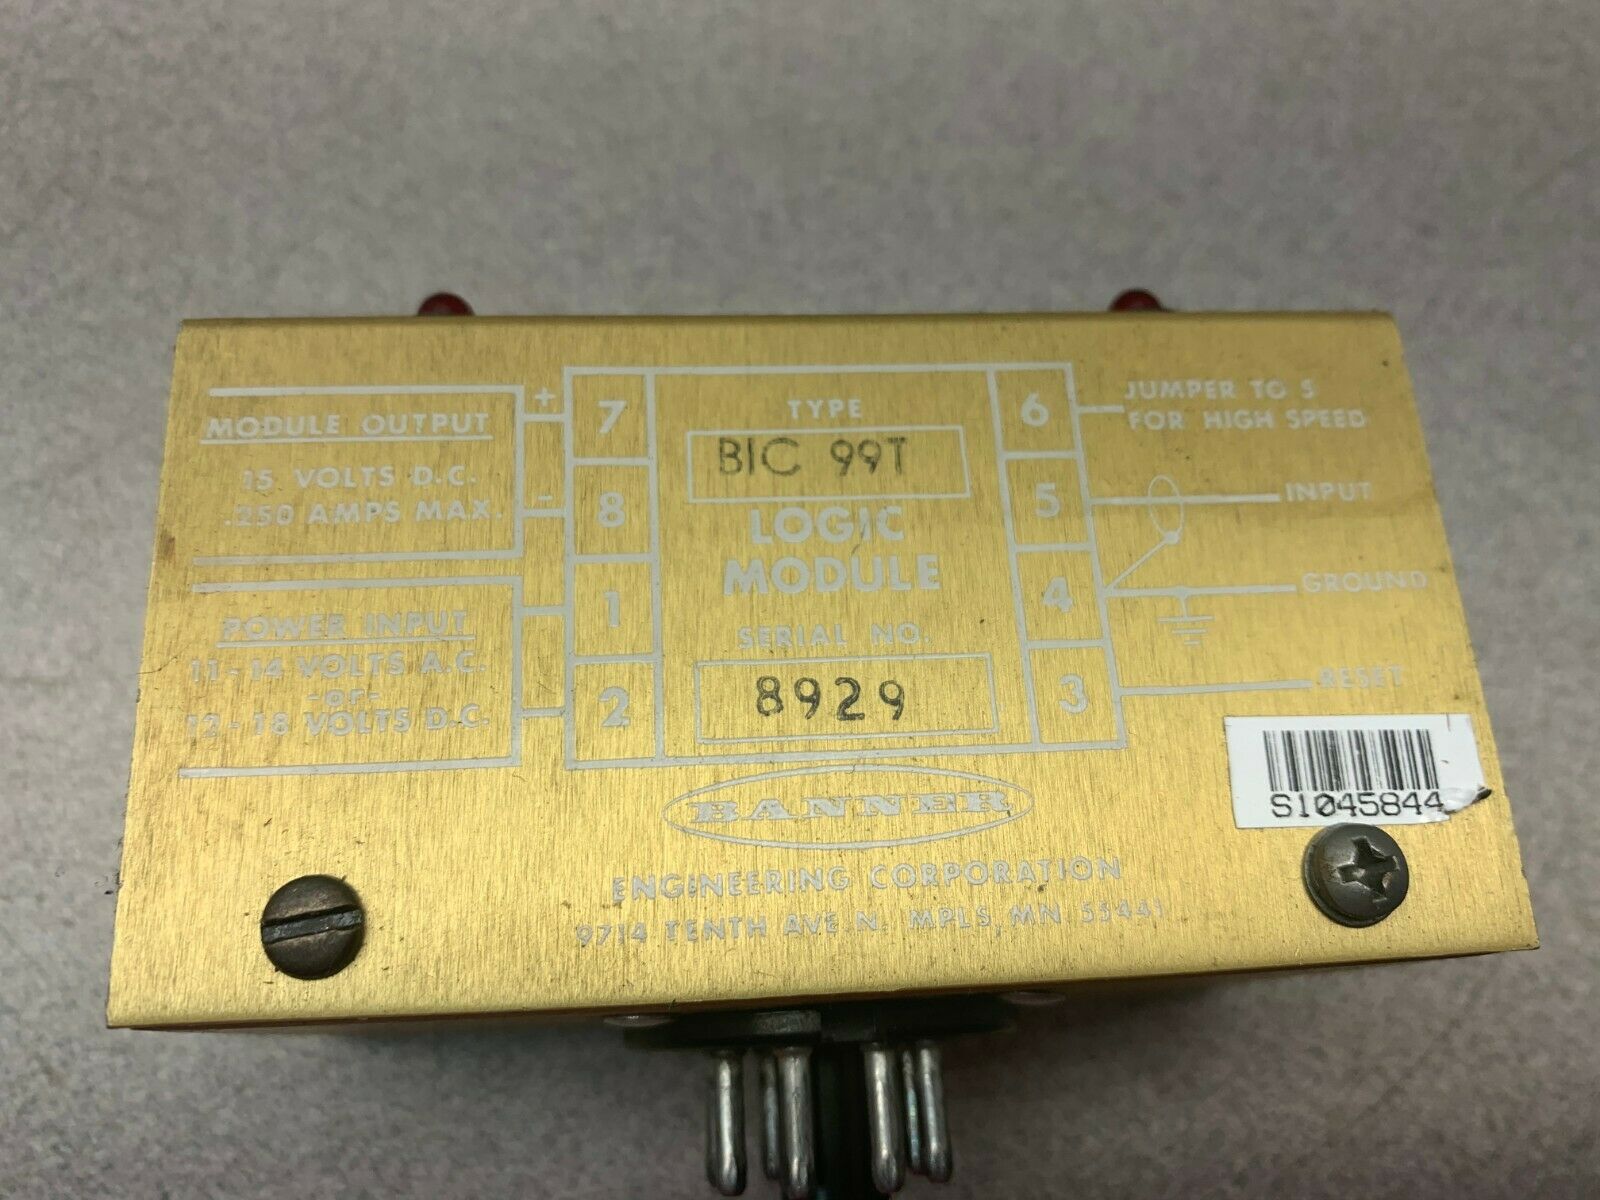 MODULE OUTPUT
15 VOLTS D.C.
.250 AMPS MAX.
POWER INPUT
11-14 VOLTS A.C.
-or-
12-18 VOLTS D.C.
+
-
7
8
1
2
TYPE
BIC 99T
LOGIC
MODULE
SERIAL NO.
8929
6
5
4
3
JUMPER TO 5
FOR HIGH SPEED
INPUT
GROUND
RESET
S1045844
BANNER
ENGINEERING CORPORATION
9714 TENTH AVE. N. MPLS, MN 55441